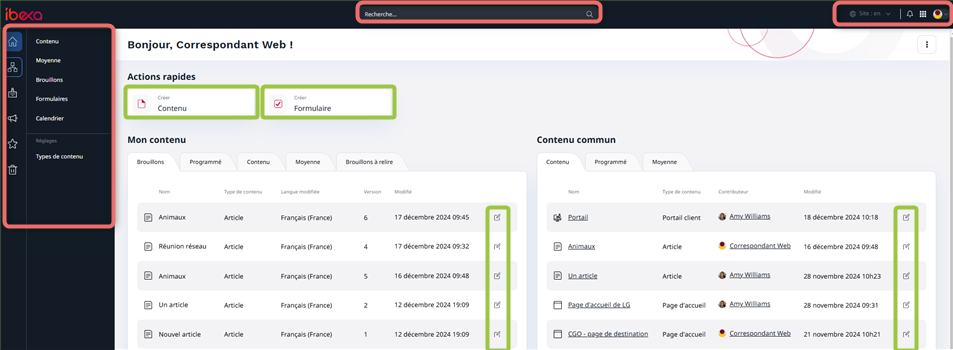 ibexa
Recherche...
Site : en
Contenu
Moyenne
Brouillons
Formulaires
Calendrier
Réglages
Types de contenu
Bonjour, Correspondant Web !
Actions rapides
Créer
Contenu
Créer
Formulaire
Mon contenu
Brouillons Programmé Contenu Moyenne Brouillons à relire
Nom Type de contenu Langue modifiée Version Modifié
Animaux Article Français (France) 6 17 décembre 2024 09:45
Réunion réseau Article Français (France) 4 17 décembre 2024 09:32
Animaux Article Français (France) 5 16 décembre 2024 09:48
Un article Article Français (France) 2 12 décembre 2024 19:09
Nouvel article Article Français (France) 1 12 décembre 2024 19:09
Contenu commun
Contenu Programmé Moyenne
Nom Type de contenu Contributeur Modifié
Portail Portail client Amy Williams 18 décembre 2024 10:18
Animaux Article Correspondant Web 16 décembre 2024 09:48
Un article Article Amy Williams 28 novembre 2024 10h23
Page d'accueil de LG Page d'accueil Amy Williams 28 novembre 2024 09:31
CGO - page de destination Page d'accueil Correspondant Web 21 novembre 2024 10h21